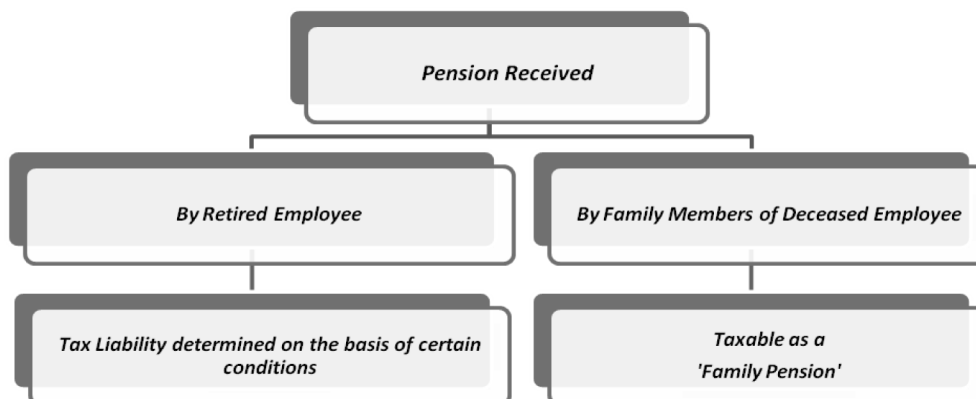 Pension Received
By Retired Employee
By Family Members of Deceased Employee
Tax Liability determined on the basis of certain
conditions
Taxable as a
'Family Pension'